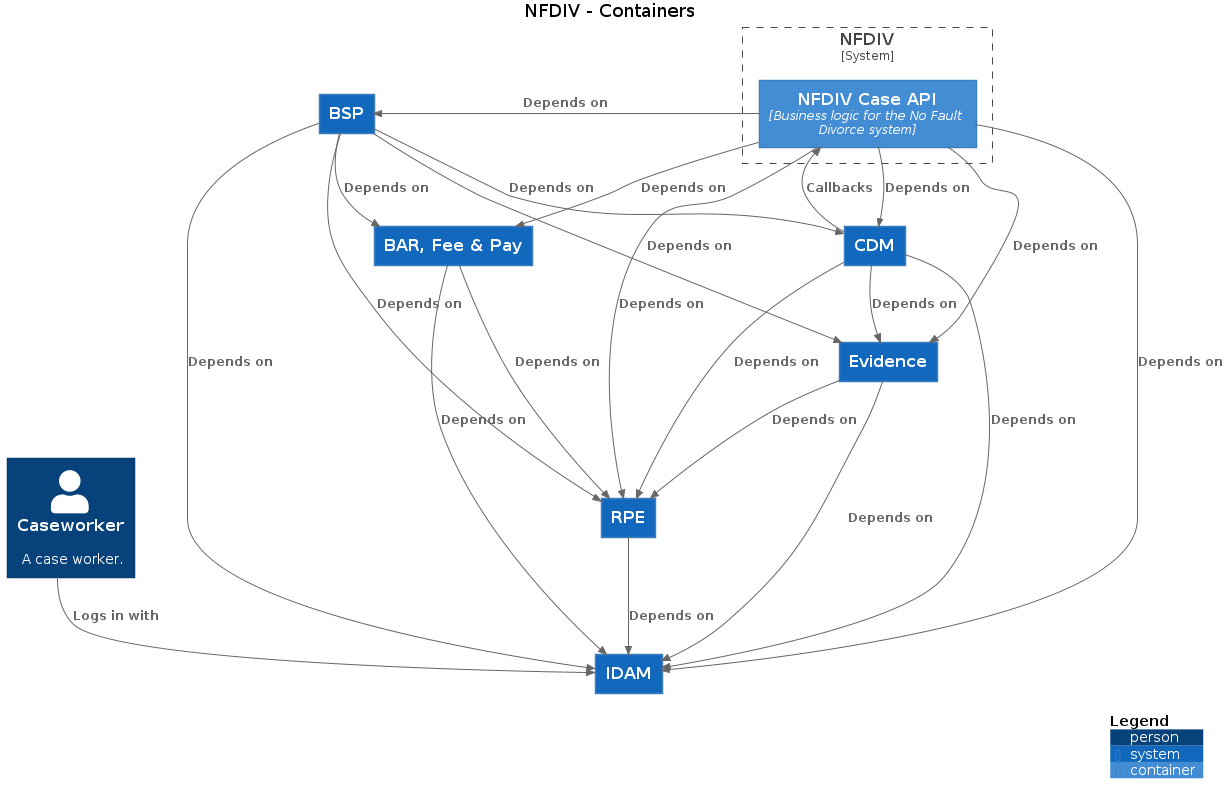 NFDIV - Containers
NFDIV
[System]
NFDIV Case API
[Business logic for the No Fault
Divorce system]
BSP
Depends on
Depends on
Depends on
Depends on
Callbacks
Depends on
BAR, Fee & Pay
Depends on
CDM
Depends on
Depends on
Depends on
Depends on
Depends on
Depends on
Depends on
Evidence
Depends on
Depends on
Depends on
Depends on
Caseworker
A case worker.
RPE
Depends on
Logs in with
Depends on
IDAM
Legend
person
system
container